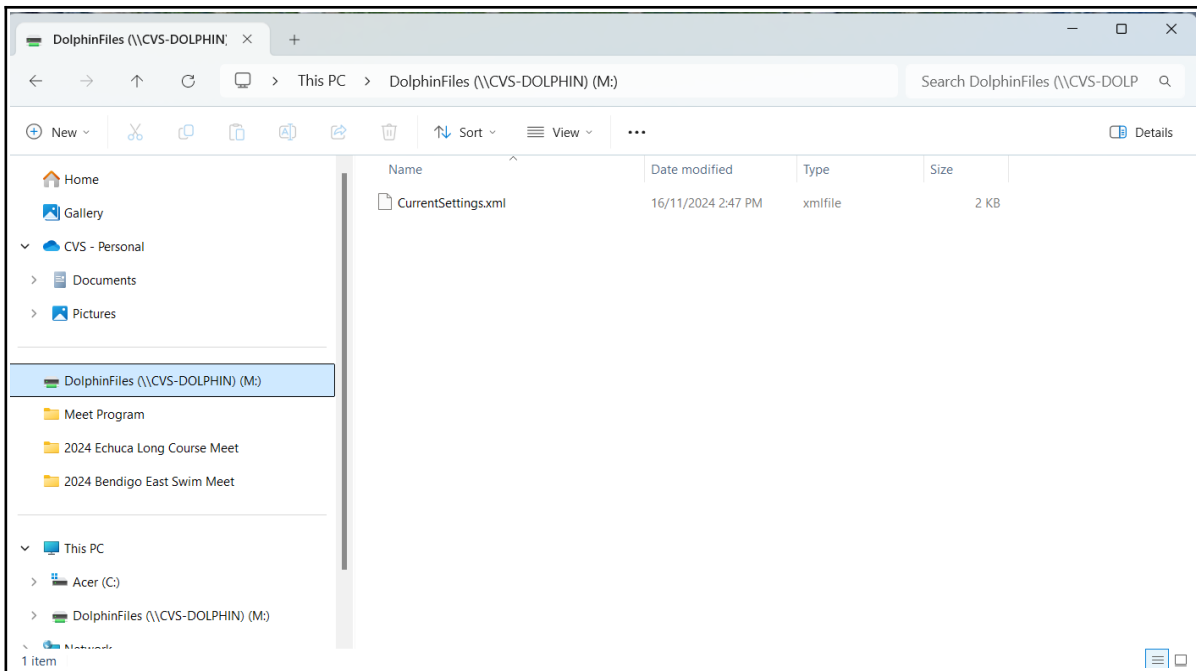 DolphinFiles (\\CVS-DOLPHIN)
This PC > DolphinFiles (\\CVS-DOLPHIN) (M:)
Search DolphinFiles (\\CVS-DOLP
New
Sort
View
Details
Home
Gallery
CVS - Personal
Documents
Pictures
DolphinFiles (\\CVS-DOLPHIN) (M:)
Meet Program
2024 Echuca Long Course Meet
2024 Bendigo East Swim Meet
This PC
Acer (C:)
DolphinFiles (\\CVS-DOLPHIN) (M:)
Network
Name Date modified Type Size
CurrentSettings.xml 16/11/2024 2:47 PM xmlfile 2 KB
1 item